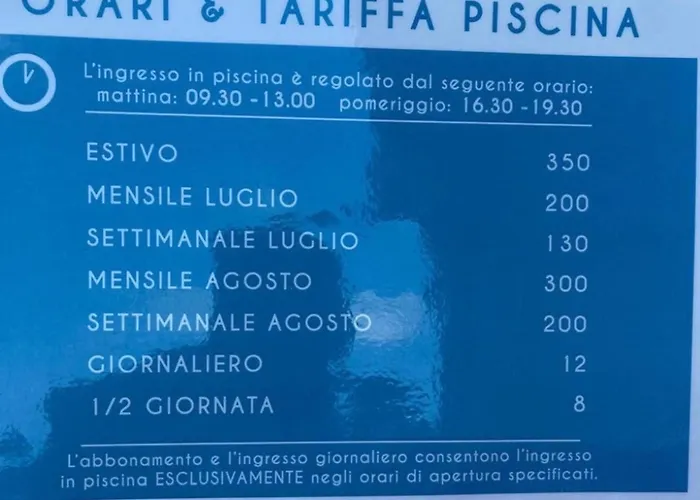 ORARI & TARIFFA PISCINA
L'ingresso in piscina è regolato dal seguente orario:
mattina: 09.30 -13.00 pomeriggio: 16.30 -19.30
ESTIVO 350
MENSILE LUGLIO 200
SETTIMANALE LUGLIO 130
MENSILE AGOSTO 300
SETTIMANALE AGOSTO 200
GIORNALIERO 12
1/2 GIORNATA 8
L'abbonamento e l'ingresso giornaliero consentono l'ingresso
in piscina ESCLUSIVAMENTE negli orari di apertura specificati.